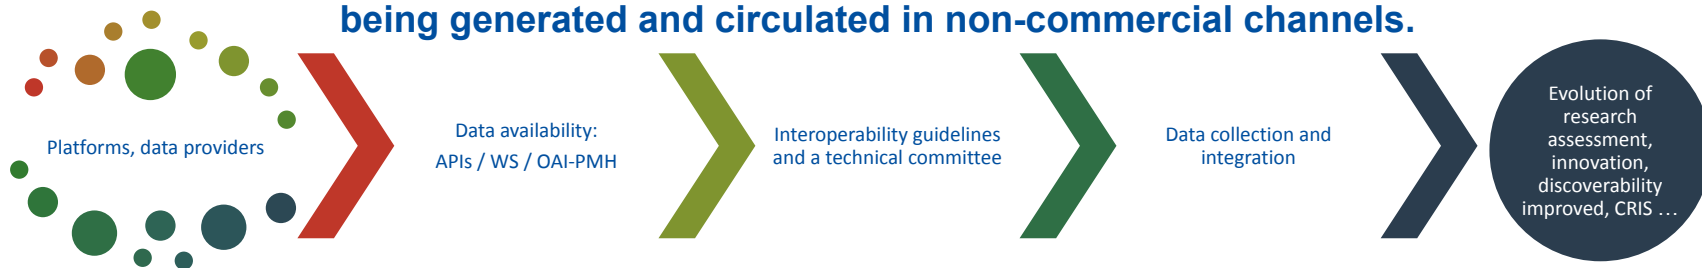 being generated and circulated in non-commercial channels.
Platforms, data providers
Data availability:
APIs / WS / OAI-PMH
Interoperability guidelines
and a technical committee
Data collection and
integration
Evolution of
research
assessment,
innovation,
discoverability
improved, CRIS …